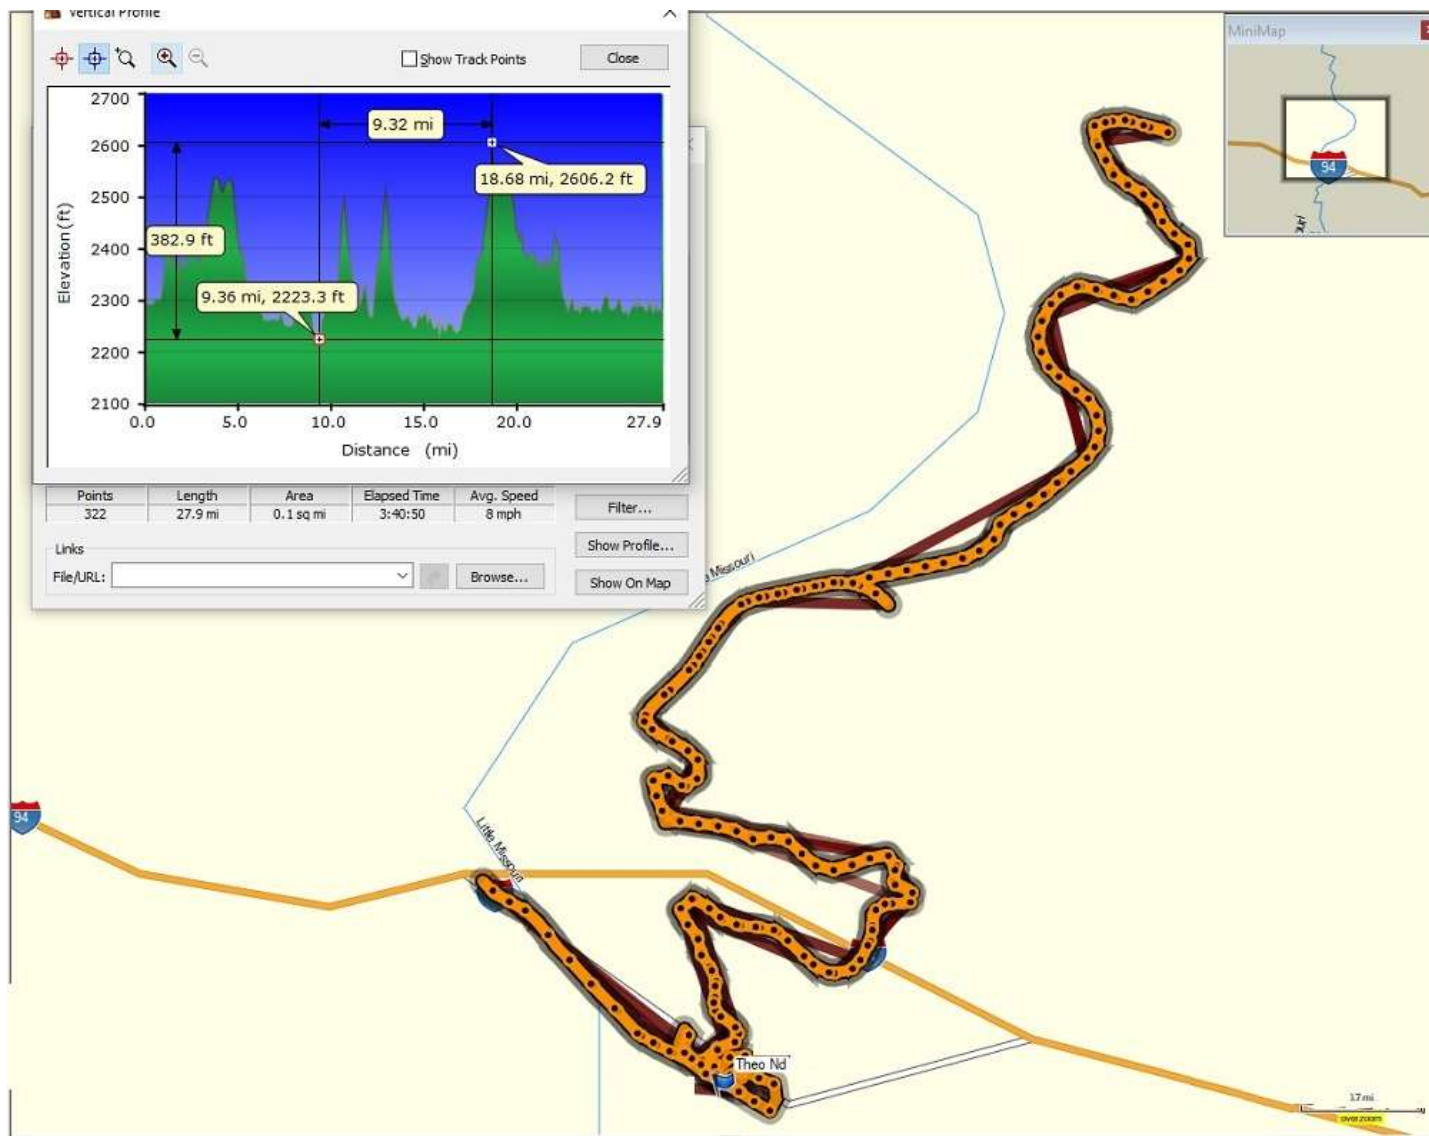 Vertical Profile
Show Track Points
Close
2700
2600
2500
2400
2300
2200
2100
Elevation(ft)
9.32 mi
18.68 mi, 2606.2 ft
382.9 ft
9.36 mi, 2223.3 ft
0.0 5.0 10.0 15.0 20.0 27.9
Distance (mi)
Points Length Area Elapsed Time Avg. Speed
322 27.9 mi 0.1 sq mi 3:40:50 8 mph
Filter...
Links
Show Profile...
File/URL: Browse...
Show On Map
MiniMap
94
Missouri
94
Little Missouri
Theo Nd
17 mi
overzoom